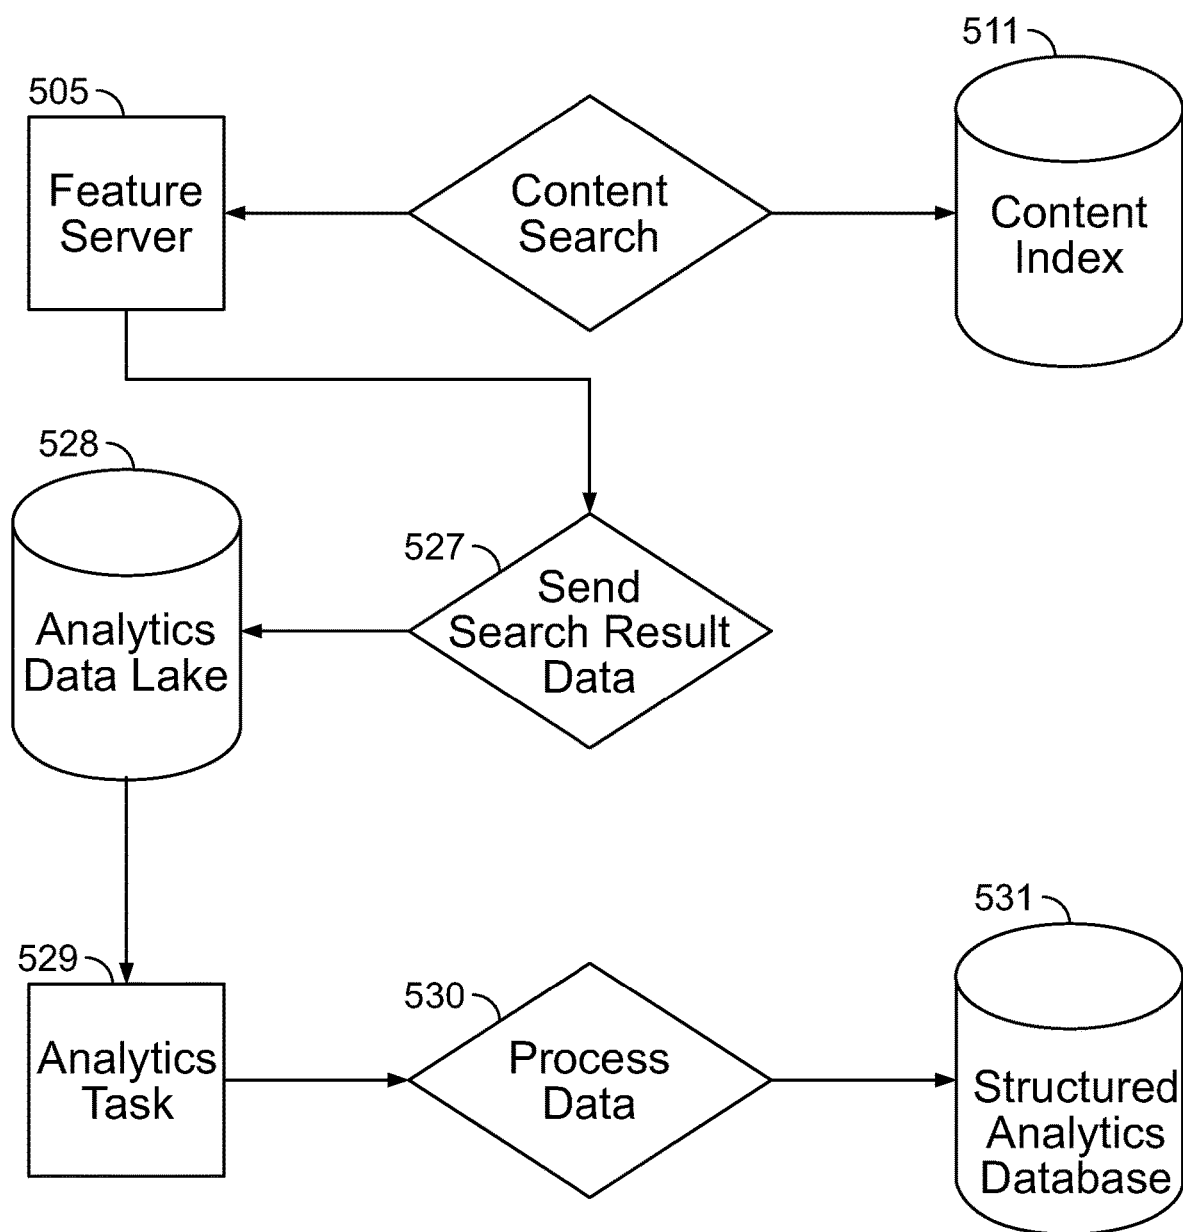 511
505
Feature
Server
Content
Search
Content
Index
528
527
Analytics
Data Lake
Send
Search Result
Data
531
529
530
Analytics
Task
Process
Data
Structured
Analytics
Database